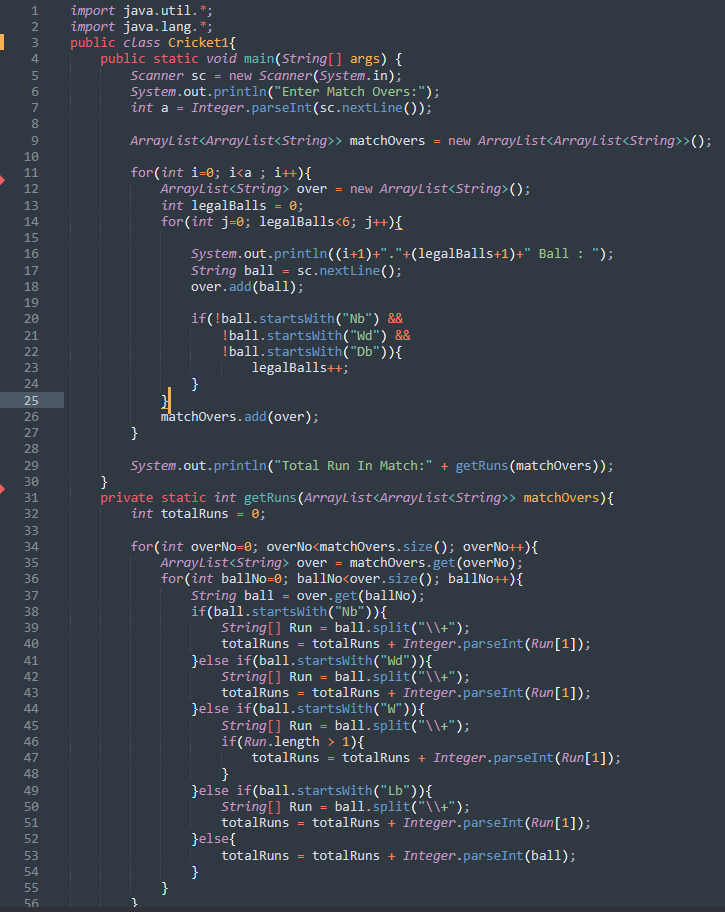 1 import java.util.*;
2 import java.lang.*;
3 public class Cricket1{
4 public static void main(String[] args) {
5 Scanner sc = new Scanner(System.in);
6 System.out.println("Enter Match Overs:");
7 int a = Integer.parseInt(sc.nextLine());
8
9 ArrayList<ArrayList<String>> matchOvers = new ArrayList<ArrayList<String>>();
10
11 for(int i=0; i<a ; i++){
12 ArrayList<String> over = new ArrayList<String>();
13 int legalBalls = 0;
14 for(int j=0; legalBalls<6; j++){
15
16 System.out.println((i+1)+"."+(legalBalls+1)+" Ball : ");
17 String ball = sc.nextLine();
18 over.add(ball);
19
20 if(!ball.startsWith("Nb") &&
21 !ball.startsWith("Wd") &&
22 !ball.startsWith("Db")){
23 legalBalls++;
24 }
25 }
26 matchOvers.add(over);
27 }
28
29 System.out.println("Total Run In Match:" + getRuns(matchOvers));
30 }
31 private static int getRuns(ArrayList<ArrayList<String>> matchOvers){
32 int totalRuns = 0;
33
34 for(int overNo=0; overNo<matchOvers.size(); overNo++){
35 ArrayList<String> over = matchOvers.get(overNo);
36 for(int ballNo=0; ballNo<over.size(); ballNo++){
37 String ball = over.get(ballNo);
38 if(ball.startsWith("Nb")){
39 String[] Run = ball.split("\\+");
40 totalRuns = totalRuns + Integer.parseInt(Run[1]);
41 }else if(ball.startsWith("Wd")){
42 String[] Run = ball.split("\\+");
43 totalRuns = totalRuns + Integer.parseInt(Run[1]);
44 }else if(ball.startsWith("W")){
45 String[] Run = ball.split("\\+");
46 if(Run.length > 1){
47 totalRuns = totalRuns + Integer.parseInt(Run[1]);
48 }
49 }else if(ball.startsWith("Lb")){
50 String[] Run = ball.split("\\+");
51 totalRuns = totalRuns + Integer.parseInt(Run[1]);
52 }else{
53 totalRuns = totalRuns + Integer.parseInt(ball);
54 }
55 }
56 }